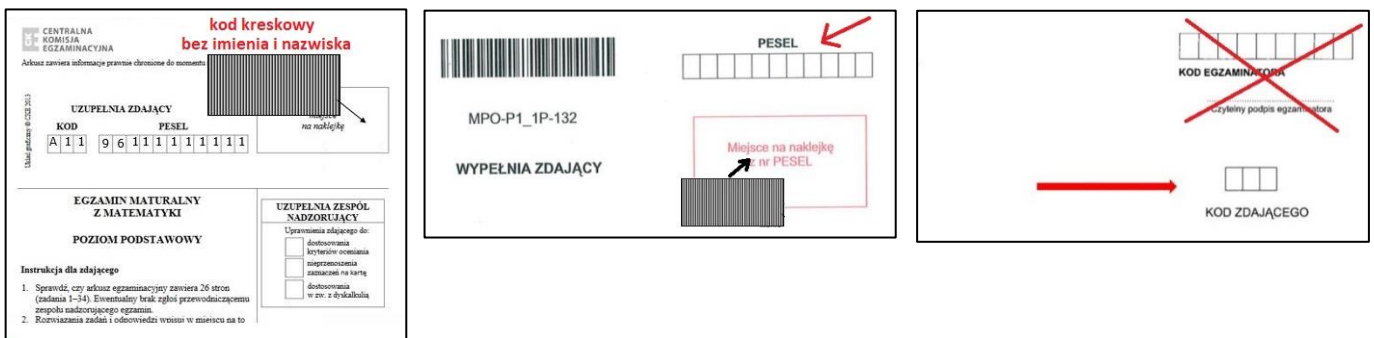 CENTRALNA
KOMISJA
EGZAMINACYJNA
kod kreskowy
bez imienia i nazwiska
Arkusz zawiera informacje prawnie chronione do momentu
Układ graficzny © CKE 2013
UZUPEŁNIA ZDAJĄCY
KOD PESEL
A 1 1 9 6 1 1 1 1 1 1 1 1 1
miejsce
na naklejkę
EGZAMIN MATURALNY
Z MATEMATYKI
POZIOM PODSTAWOWY
Instrukcja dla zdającego
1. Sprawdź, czy arkusz egzaminacyjny zawiera 26 stron
(zadania 1–34). Ewentualny brak zgłoś przewodniczącemu
zespołu nadzorującego egzamin.
2. Rozwiązania zadań i odpowiedzi wpisuj w miejscu na to
UZUPEŁNIA ZESPÓŁ
NADZORUJĄCY
Uprawnienia zdającego do:
dostosowania
kryteriów oceniania
nieprzenoszenia
zaznaczeń na kartę
dostosowania
w zw. z dyskalkulią
PESEL
MPO-P1_1P-132
WYPEŁNIA ZDAJĄCY
Miejsce na naklejkę
z nr PESEL
KOD EGZAMINATORA
Czytelny podpis egzaminatora
KOD ZDAJĄCEGO